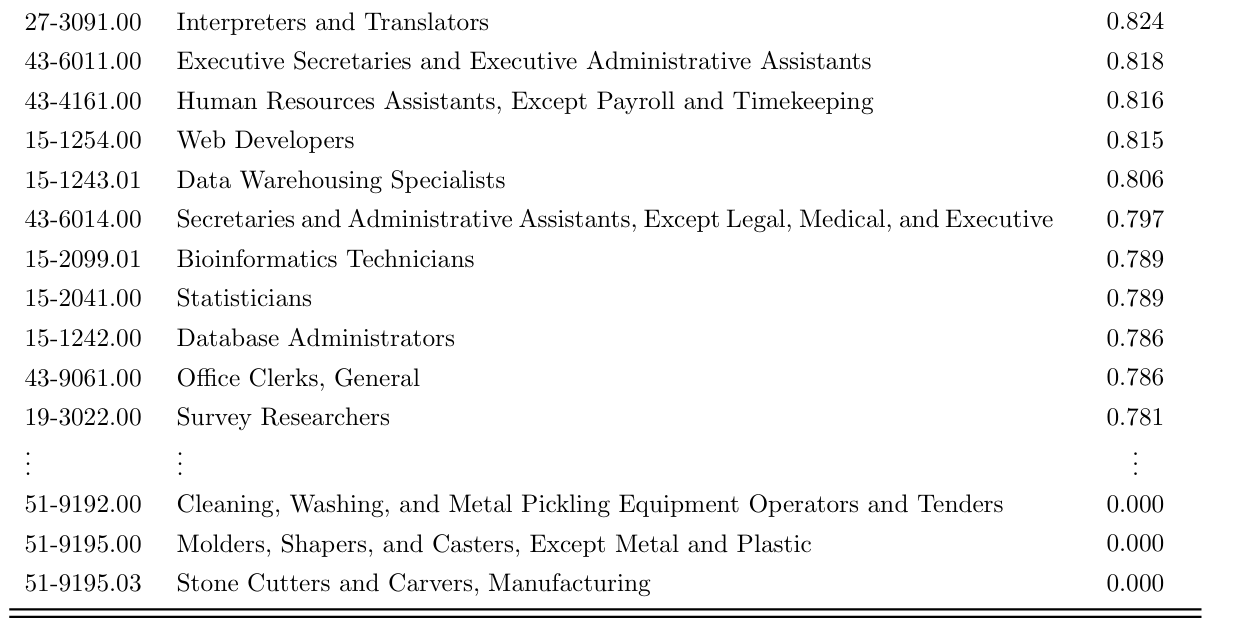 27-3091.00 Interpreters and Translators 0.824
43-6011.00 Executive Secretaries and Executive Administrative Assistants 0.818
43-4161.00 Human Resources Assistants, Except Payroll and Timekeeping 0.816
15-1254.00 Web Developers 0.815
15-1243.01 Data Warehousing Specialists 0.806
43-6014.00 Secretaries and Administrative Assistants, Except Legal, Medical, and Executive 0.797
15-2099.01 Bioinformatics Technicians 0.789
15-2041.00 Statisticians 0.789
15-1242.00 Database Administrators 0.786
43-9061.00 Office Clerks, General 0.786
19-3022.00 Survey Researchers 0.781
⋮ ⋮ ⋮
51-9192.00 Cleaning, Washing, and Metal Pickling Equipment Operators and Tenders 0.000
51-9195.00 Molders, Shapers, and Casters, Except Metal and Plastic 0.000
51-9195.03 Stone Cutters and Carvers, Manufacturing 0.000